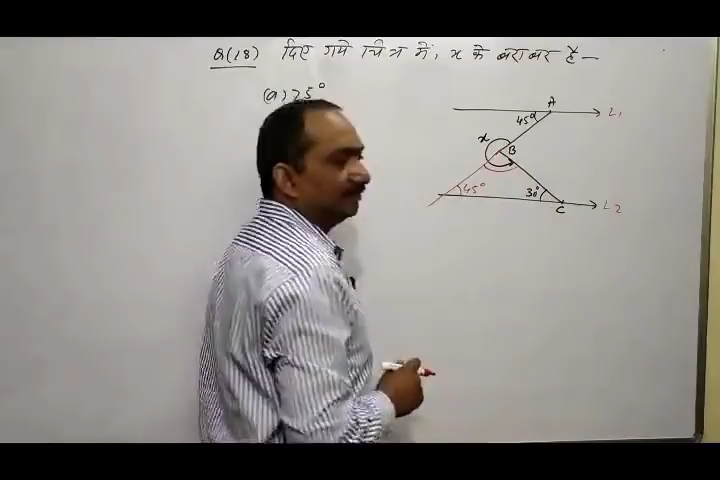 Q(18) दिए गये चित्र में, x के बराबर है—
(a) 75°
A
45°
L1
x
B
45°
30°
C
L2